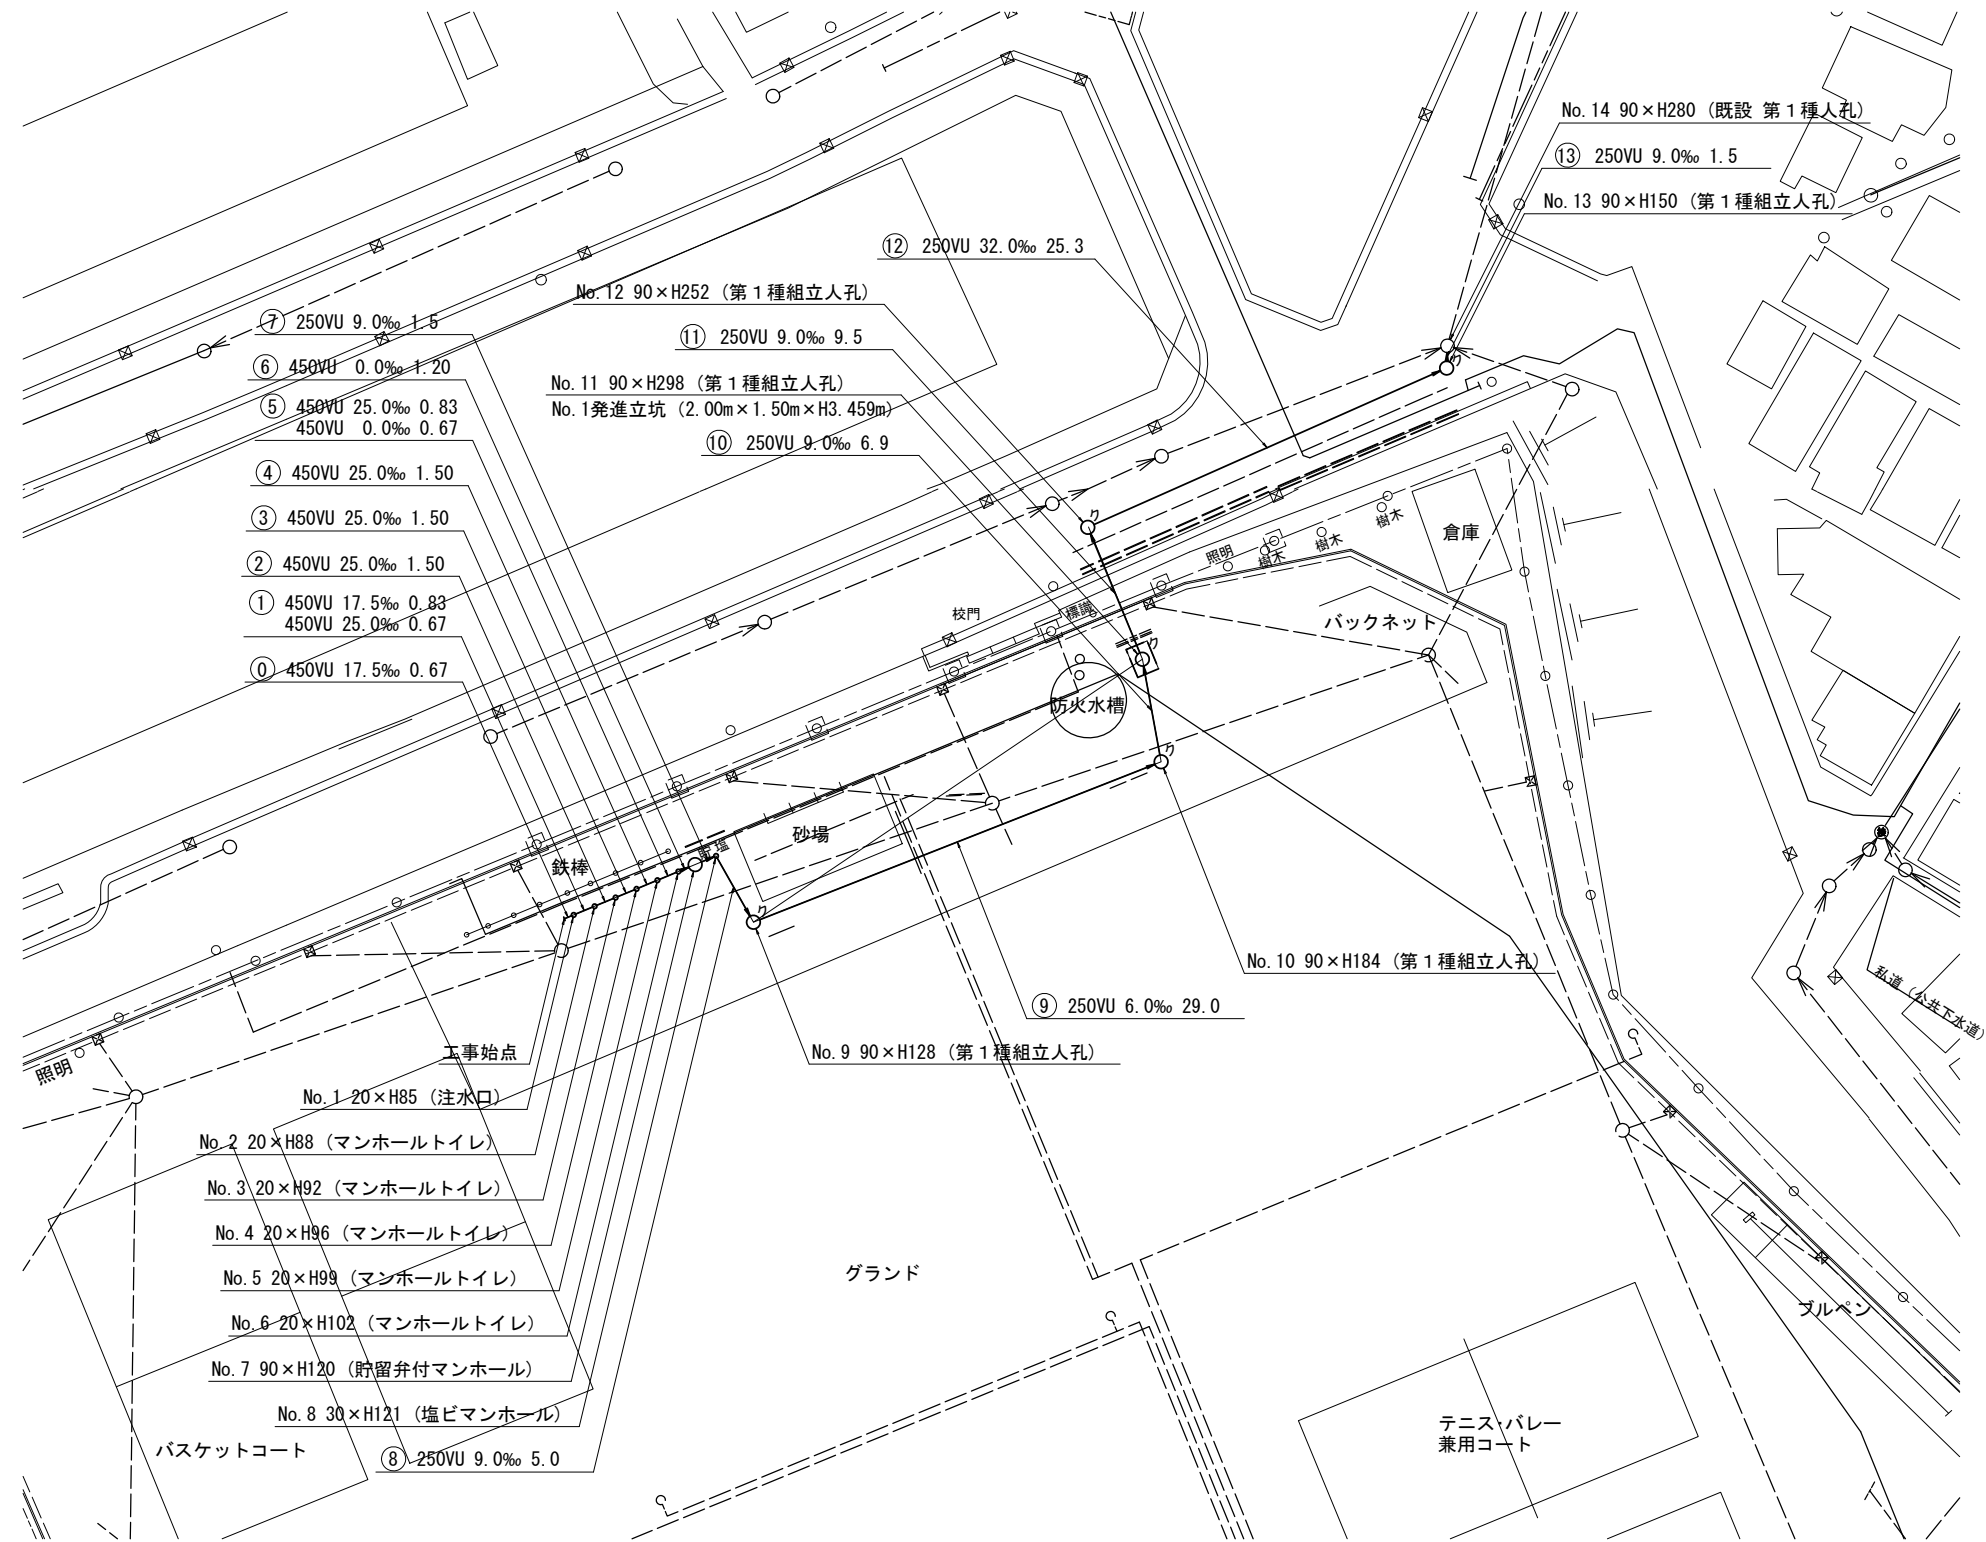 No.14 90×H280 (既設 第1種人孔)
⑬ 250VU 9.0‰ 1.5
No.13 90×H150 (第1種組立人孔)
⑫ 250VU 32.0‰ 25.3
No.12 90×H252 (第1種組立人孔)
⑪ 250VU 9.0‰ 9.5
No.11 90×H298 (第1種組立人孔)
No.1発進立坑 (2.00m×1.50m×H3.459m)
⑩ 250VU 9.0‰ 6.9
⑦ 250VU 9.0‰ 1.5
⑥ 450VU 0.0‰ 1.20
⑤ 450VU 25.0‰ 0.83
450VU 0.0‰ 0.67
④ 450VU 25.0‰ 1.50
③ 450VU 25.0‰ 1.50
② 450VU 25.0‰ 1.50
① 450VU 17.5‰ 0.83
450VU 25.0‰ 0.67
⓪ 450VU 17.5‰ 0.67
ク
ク
ク
ク
ク
倉庫
樹木
樹木
樹木
照明
標識
校門
バックネット
防火水槽
砂場
鉄棒
貯
塩
照明
No.10 90×H184 (第1種組立人孔)
⑨ 250VU 6.0‰ 29.0
No.9 90×H128 (第1種組立人孔)
私道 (公共下水道)
工事始点
No.1 20×H85 (注水口)
No.2 20×H88 (マンホールトイレ)
No.3 20×H92 (マンホールトイレ)
No.4 20×H96 (マンホールトイレ)
No.5 20×H99 (マンホールトイレ)
No.6 20×H102 (マンホールトイレ)
No.7 90×H120 (貯留弁付マンホール)
No.8 30×H121 (塩ビマンホール)
⑧ 250VU 9.0‰ 5.0
バスケットコート
グランド
ブルペン
テニス・バレー
兼用コート